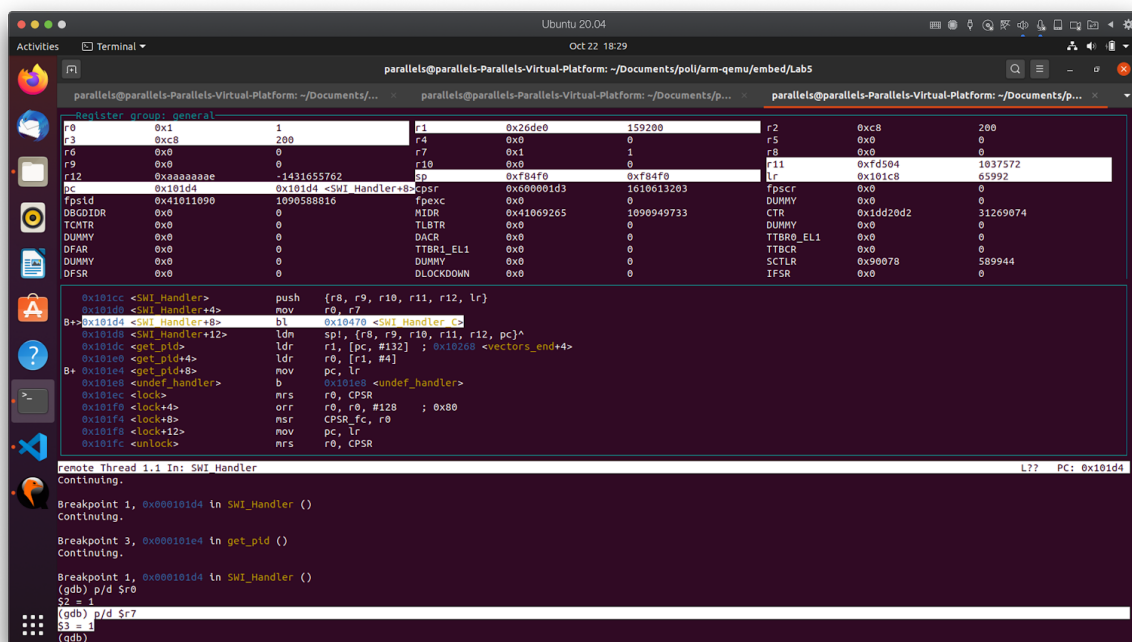 Ubuntu 20.04
Activities Terminal Oct 22 18:29
parallels@parallels-Parallels-Virtual-Platform: ~/Documents/poli/arm-qemu/embed/Lab5
parallels@parallels-Parallels-Virtual-Platform: ~/Documents/... parallels@parallels-Parallels-Virtual-Platform: ~/Documents/p... parallels@parallels-Parallels-Virtual-Platform: ~/Documents/p...
Register group: general
r0 0x1 1 r1 0x26de0 159200 r2 0xc8 200
r3 0xc8 200 r4 0x0 0 r5 0x0 0
r6 0x0 0 r7 0x1 1 r8 0x0 0
r9 0x0 0 r10 0x0 0 r11 0xfd504 1037572
r12 0xaaaaaaae -1431655762 sp 0xf84f0 0xf84f0 lr 0x101c8 65992
pc 0x101d4 0x101d4 <SWI_Handler+8>cpsr 0x600001d3 1610613203 fpscr 0x0 0
fpsid 0x41011090 1090588816 fpexc 0x0 0 DUMMY 0x0 0
DBGDIDR 0x0 0 MIDR 0x41069265 1090949733 CTR 0x1dd20d2 31269074
TCMTR 0x0 0 TLBTR 0x0 0 DUMMY 0x0 0
DUMMY 0x0 0 DACR 0x0 0 TTBR0_EL1 0x0 0
DFAR 0x0 0 TTBR1_EL1 0x0 0 TTBCR 0x0 0
DUMMY 0x0 0 DUMMY 0x0 0 SCTLR 0x90078 589944
DFSR 0x0 0 DLOCKDOWN 0x0 0 IFSR 0x0 0
0x101cc <SWI_Handler> push {r8, r9, r10, r11, r12, lr}
0x101d0 <SWI_Handler+4> mov r0, r7
B+>0x101d4 <SWI_Handler+8> bl 0x10470 <SWI_Handler_C>
0x101d8 <SWI_Handler+12> ldm sp!, {r8, r9, r10, r11, r12, pc}^
0x101dc <get_pid> ldr r1, [pc, #132] ; 0x10268 <vectors_end+4>
0x101e0 <get_pid+4> ldr r0, [r1, #4]
B+ 0x101e4 <get_pid+8> mov pc, lr
0x101e8 <undef_handler> b 0x101e8 <undef_handler>
0x101ec <lock> mrs r0, CPSR
0x101f0 <lock+4> orr r0, r0, #128 ; 0x80
0x101f4 <lock+8> msr CPSR_fc, r0
0x101f8 <lock+12> mov pc, lr
0x101fc <unlock> mrs r0, CPSR
remote Thread 1.1 In: SWI_Handler L?? PC: 0x101d4
Continuing.
Breakpoint 1, 0x000101d4 in SWI_Handler ()
Continuing.
Breakpoint 3, 0x000101e4 in get_pid ()
Continuing.
Breakpoint 1, 0x000101d4 in SWI_Handler ()
(gdb) p/d $r0
$2 = 1
(gdb) p/d $r7
$3 = 1
(gdb)